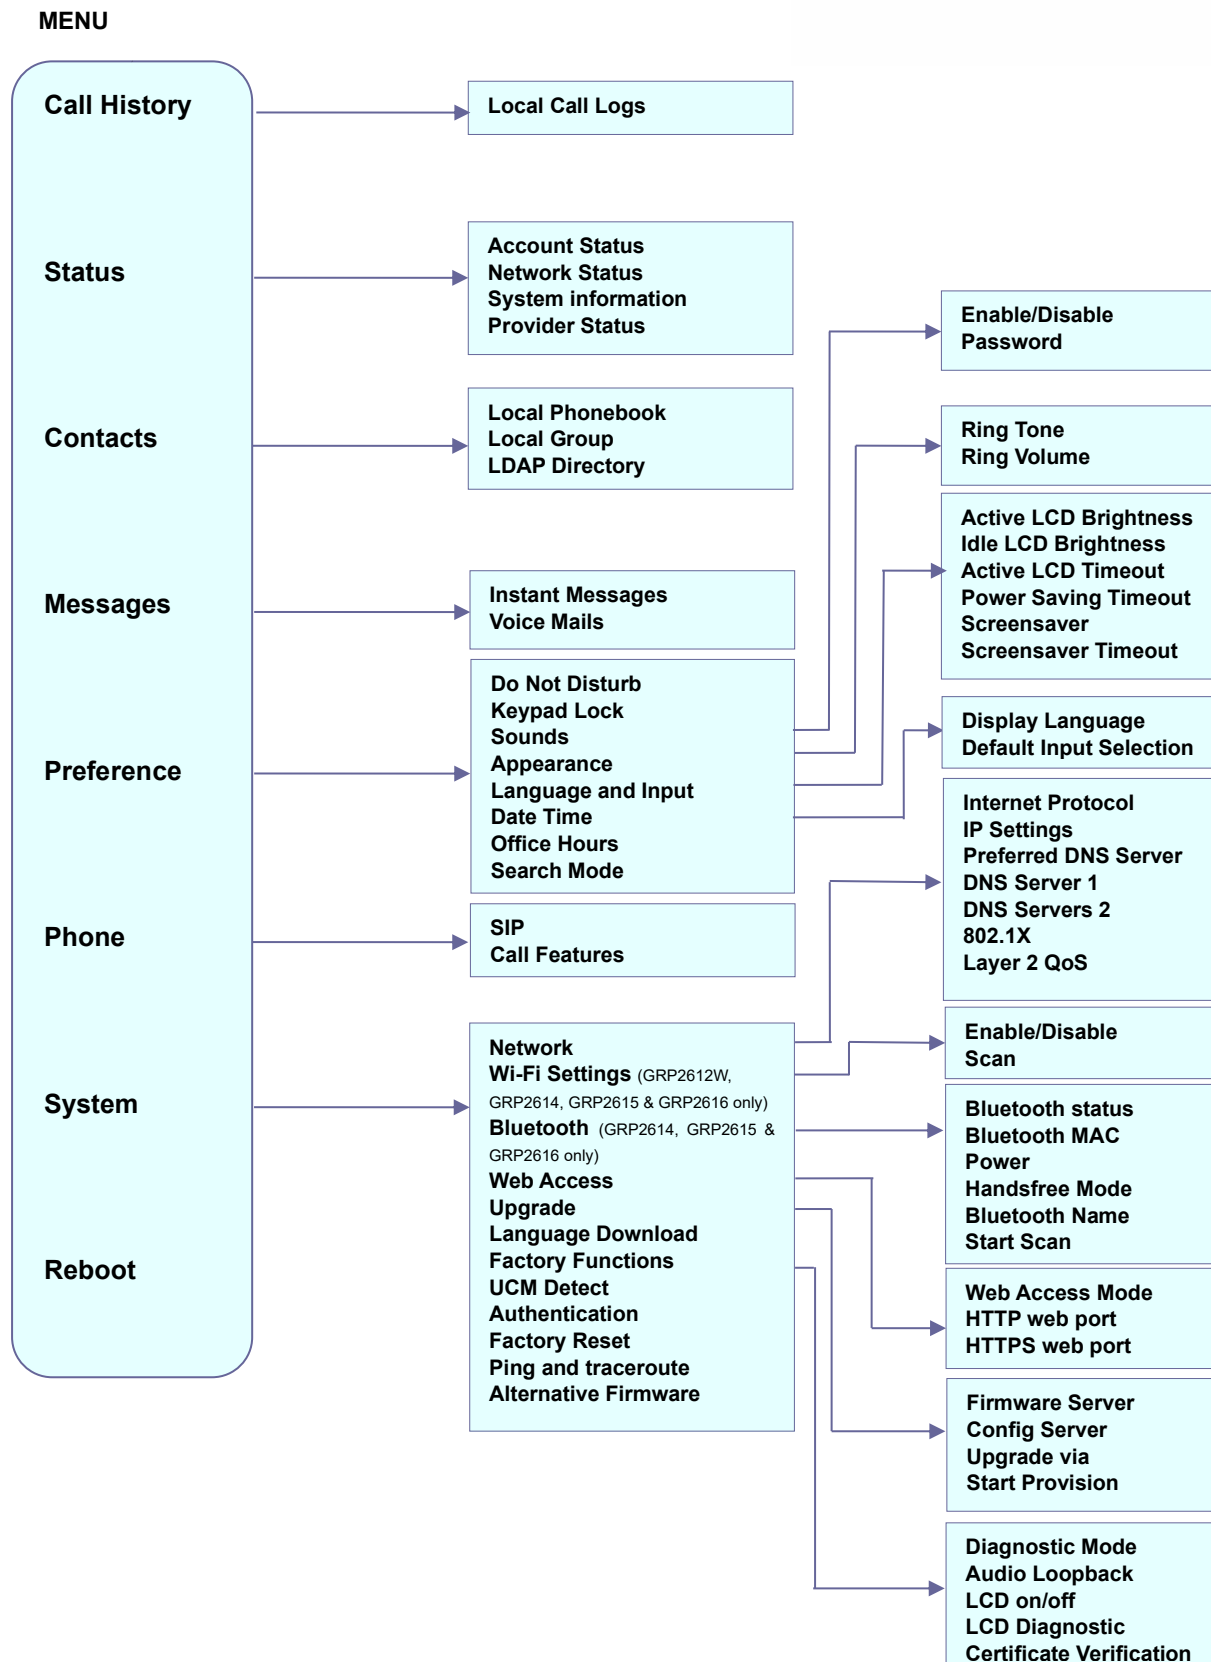 MENU
Call History
Status
Contacts
Messages
Preference
Phone
System
Reboot
Local Call Logs
Account Status
Network Status
System information
Provider Status
Local Phonebook
Local Group
LDAP Directory
Instant Messages
Voice Mails
Do Not Disturb
Keypad Lock
Sounds
Appearance
Language and Input
Date Time
Office Hours
Search Mode
SIP
Call Features
Network
Wi-Fi Settings (GRP2612W,
GRP2614, GRP2615 & GRP2616 only)
Bluetooth (GRP2614, GRP2615 &
GRP2616 only)
Web Access
Upgrade
Language Download
Factory Functions
UCM Detect
Authentication
Factory Reset
Ping and traceroute
Alternative Firmware
Enable/Disable
Password
Ring Tone
Ring Volume
Active LCD Brightness
Idle LCD Brightness
Active LCD Timeout
Power Saving Timeout
Screensaver
Screensaver Timeout
Display Language
Default Input Selection
Internet Protocol
IP Settings
Preferred DNS Server
DNS Server 1
DNS Servers 2
802.1X
Layer 2 QoS
Enable/Disable
Scan
Bluetooth status
Bluetooth MAC
Power
Handsfree Mode
Bluetooth Name
Start Scan
Web Access Mode
HTTP web port
HTTPS web port
Firmware Server
Config Server
Upgrade via
Start Provision
Diagnostic Mode
Audio Loopback
LCD on/off
LCD Diagnostic
Certificate Verification